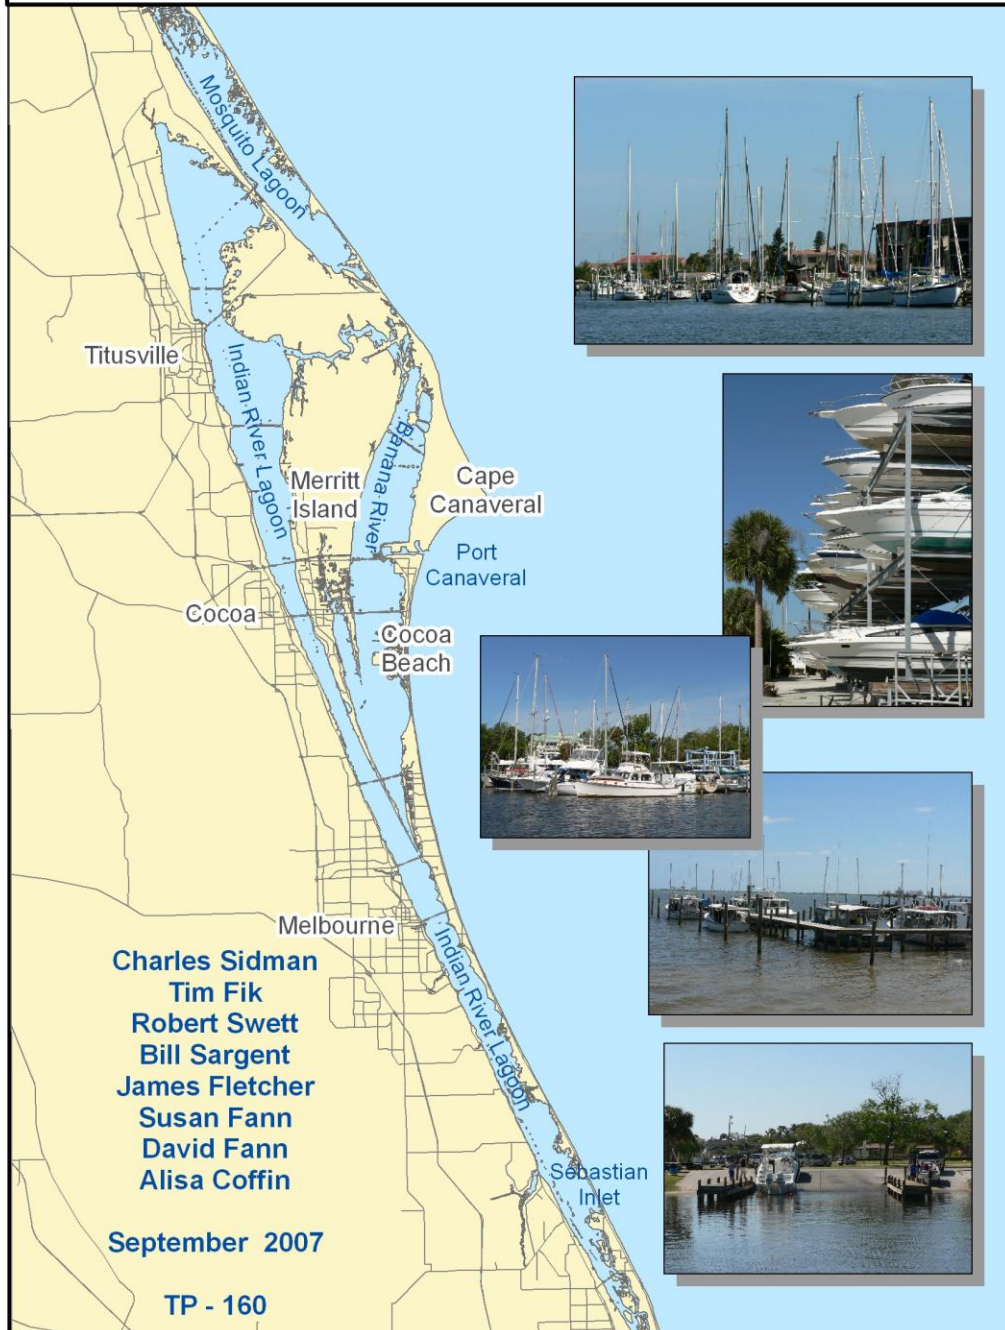 Mosquito Lagoon
Titusville
Indian River Lagoon
Banana River
Merritt
Island
Cape
Canaveral
Port
Canaveral
Cocoa
Cocoa
Beach
Melbourne
Indian River Lagoon
Sebastian
Inlet
Charles Sidman
Tim Fik
Robert Swett
Bill Sargent
James Fletcher
Susan Fann
David Fann
Alisa Coffin
September 2007
TP - 160